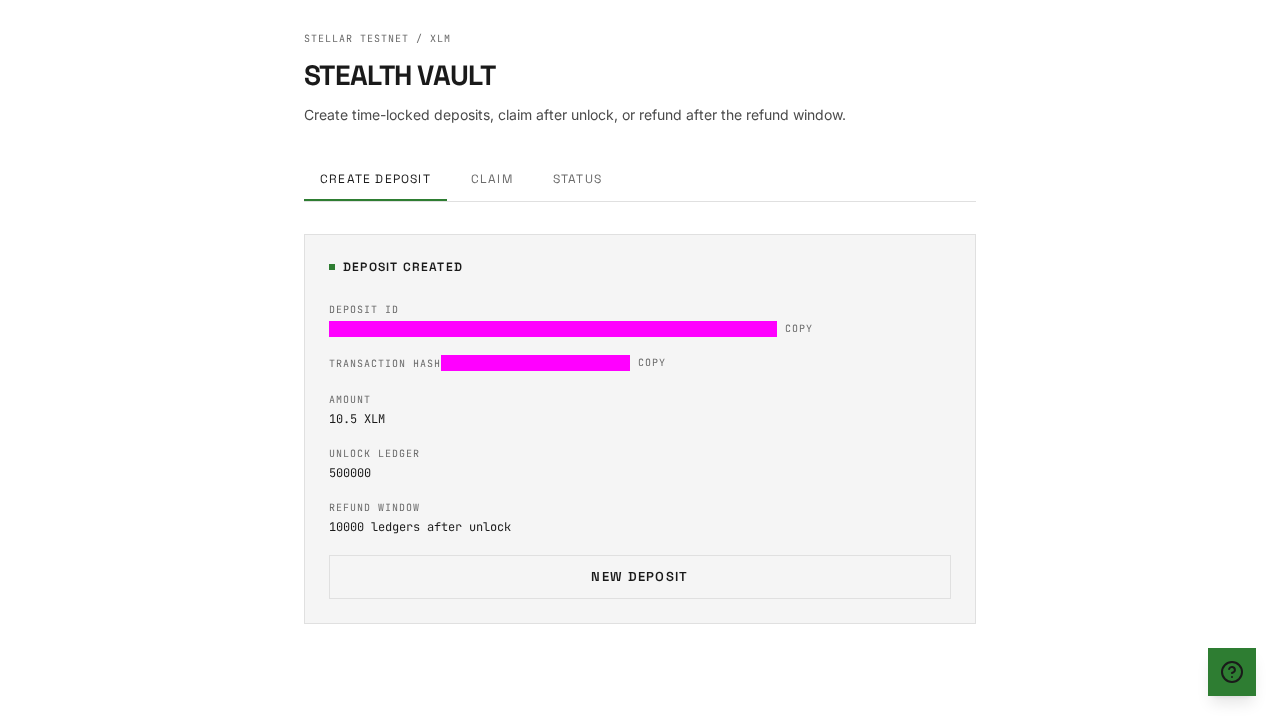 STELLAR TESTNET / XLM
STEALTH VAULT
Create time-locked deposits, claim after unlock, or refund after the refund window.
CREATE DEPOSIT CLAIM STATUS
DEPOSIT CREATED
DEPOSIT ID
COPY
TRANSACTION HASH COPY
AMOUNT
10.5 XLM
UNLOCK LEDGER
500000
REFUND WINDOW
10000 ledgers after unlock
NEW DEPOSIT
?